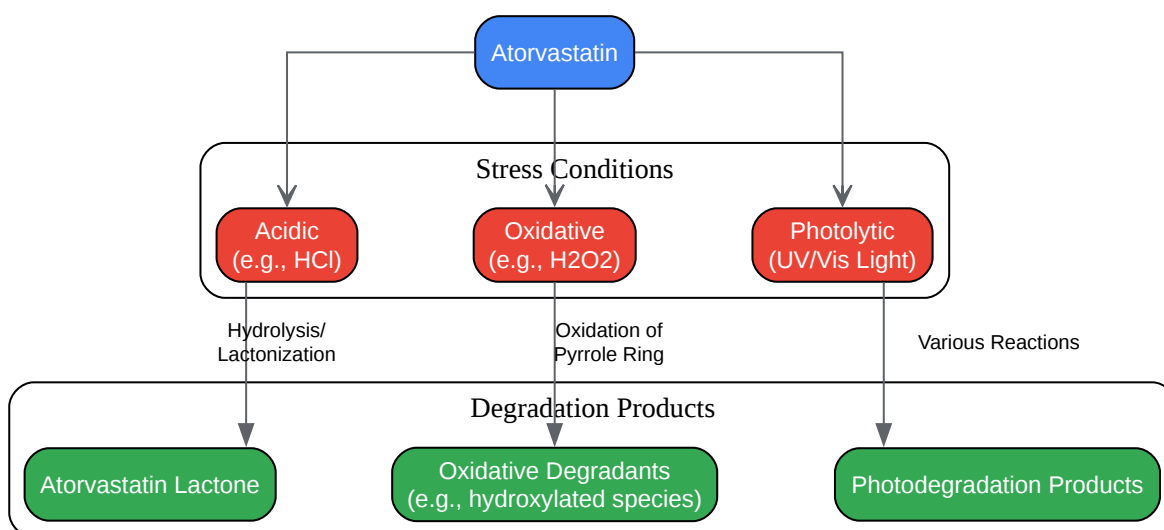 Atorvastatin
Stress Conditions
Acidic
(e.g., HCl)
Oxidative
(e.g., H2O2)
Photolytic
(UV/Vis Light)
Hydrolysis/
Lactonization
Oxidation of
Pyrrole Ring
Various Reactions
Degradation Products
Atorvastatin Lactone
Oxidative Degradants
(e.g., hydroxylated species)
Photodegradation Products